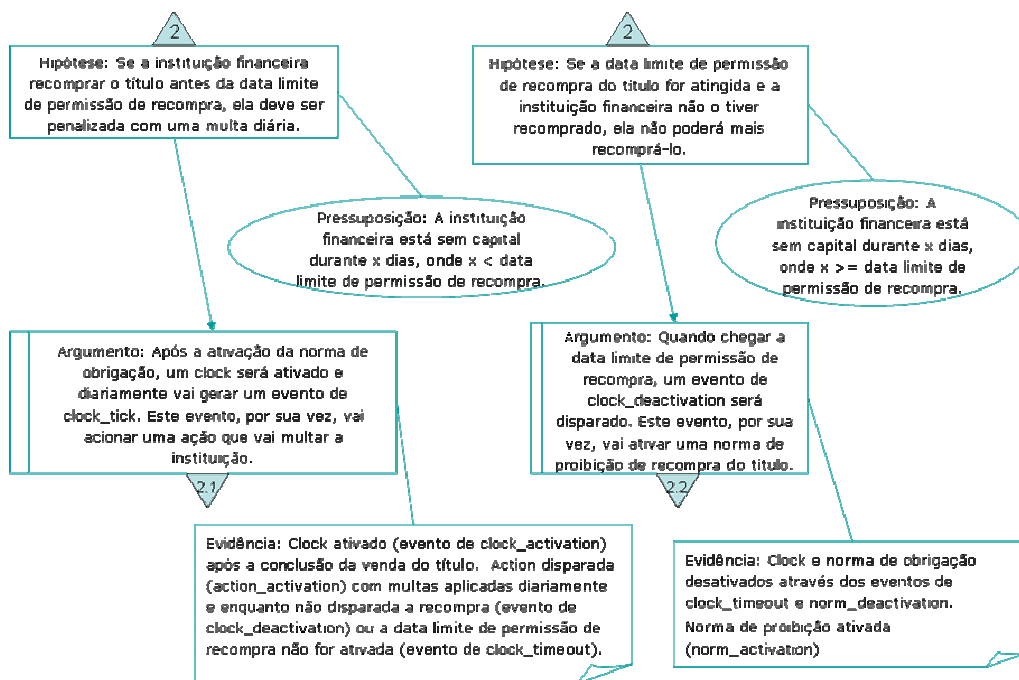 2
Hipótese: Se a instituição financeira
recomprar o título antes da data limite
de permissão de recompra, ela deve ser
penalizada com uma multa diária.
2
Hipótese: Se a data limite de permissão
de recompra do título for atingida e a
instituição financeira não o tiver
recomprado, ela não poderá mais
recomprá-lo.
Pressuposição: A instituição
financeira está sem capital
durante x dias, onde x < data
limite de permissão de recompra.
Pressuposição: A
instituição financeira está
sem capital durante x dias,
onde x >= data limite de
permissão de recompra.
Argumento: Após a ativação da norma de
obrigação, um clock será ativado e
diariamente vai gerar um evento de
clock_tick. Este evento, por sua vez, vai
acionar uma ação que vai multar a
instituição.
2.1
Argumento: Quando chegar a
data limite de permissão de
recompra, um evento de
clock_deactivation será
disparado. Este evento, por sua
vez, vai ativar uma norma de
proibição de recompra do título.
2.2
Evidência: Clock ativado (evento de clock_activation)
após a conclusão da venda do título. Action disparada
(action_activation) com multas aplicadas diariamente
e enquanto não disparada a recompra (evento de
clock_deactivation) ou a data limite de permissão de
recompra não for ativada (evento de clock_timeout).
Evidência: Clock e norma de obrigação
desativados através dos eventos de
clock_timeout e norm_deactivation.
Norma de proibição ativada
(norm_activation)